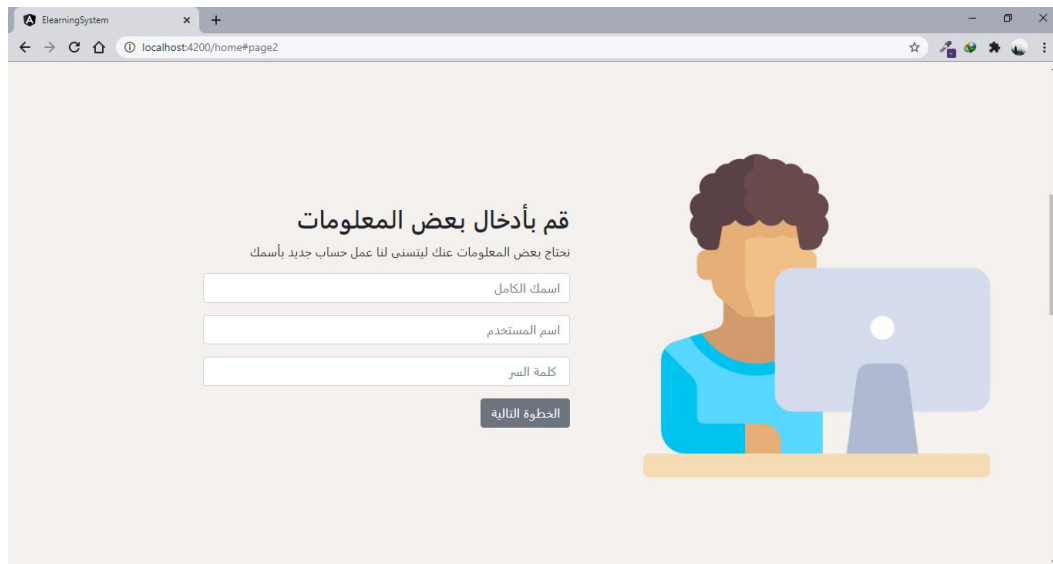 ElearningSystem
localhost:4200/home#page2
قم بأدخال بعض المعلومات
نحتاج بعض المعلومات عنك ليتسنى لنا عمل حساب جديد بأسمك
اسمك الكامل
اسم المستخدم
كلمة السر
الخطوة التالية